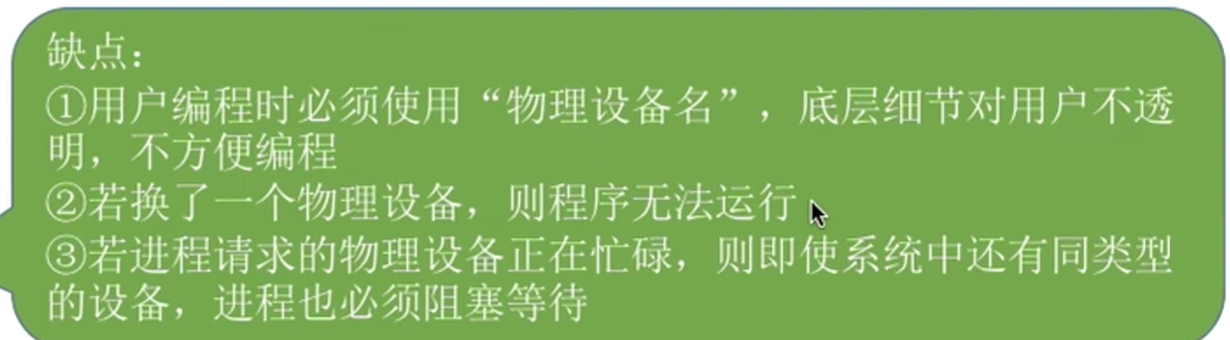 缺点：
①用户编程时必须使用“物理设备名”，底层细节对用户不透
明，不方便编程
②若换了一个物理设备，则程序无法运行
③若进程请求的物理设备正在忙碌，则即使系统中还有同类型
的设备，进程也必须阻塞等待